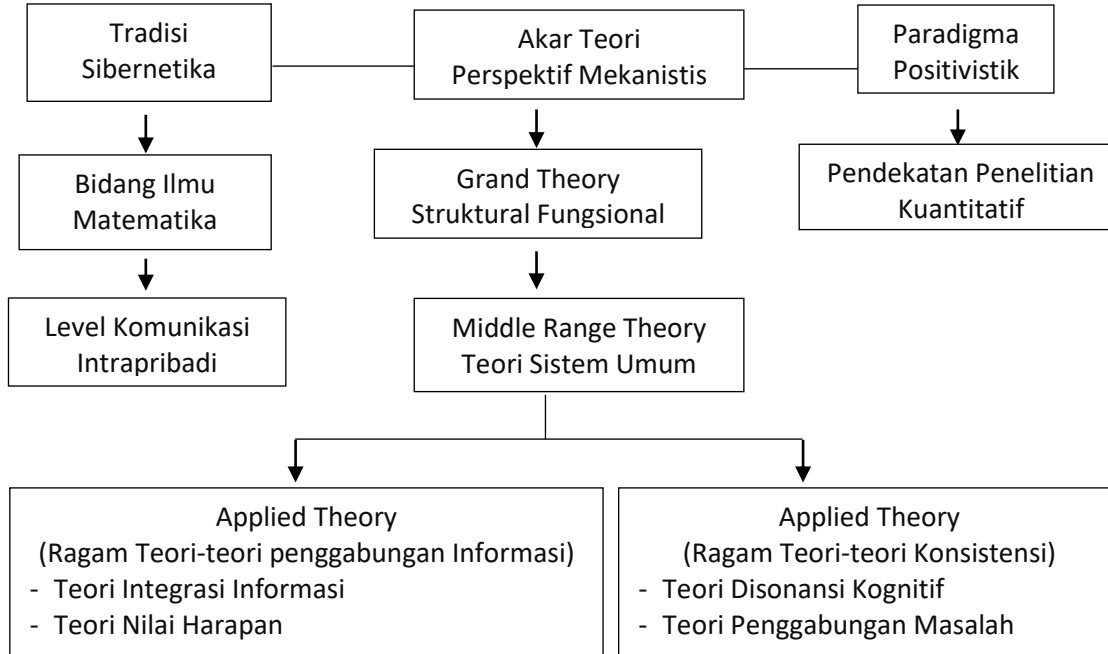 Tradisi
Sibernetika
Akar Teori
Perspektif Mekanistis
Paradigma
Positivistik
Bidang Ilmu
Matematika
Grand Theory
Struktural Fungsional
Pendekatan Penelitian
Kuantitatif
Level Komunikasi
Intrapribadi
Middle Range Theory
Teori Sistem Umum
Applied Theory
(Ragam Teori-teori penggabungan Informasi)
- Teori Integrasi Informasi
- Teori Nilai Harapan
Applied Theory
(Ragam Teori-teori Konsistensi)
- Teori Disonansi Kognitif
- Teori Penggabungan Masalah